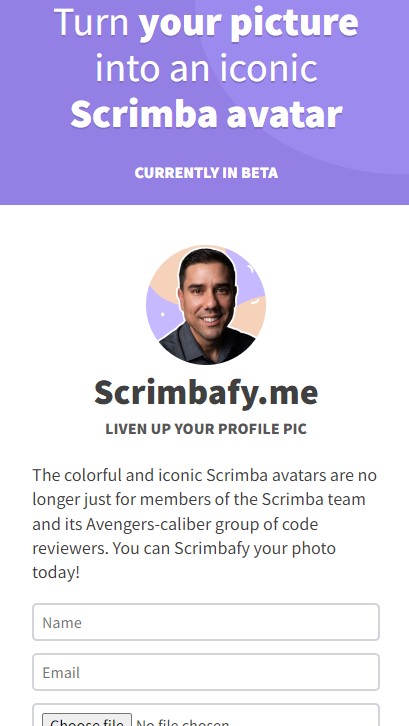 Turn your picture
into an iconic
Scrimba avatar
CURRENTLY IN BETA
Scrimbafy.me
LIVEN UP YOUR PROFILE PIC
The colorful and iconic Scrimba avatars are no
longer just for members of the Scrimba team
and its Avengers-caliber group of code
reviewers. You can Scrimbafy your photo
today!
Name
Email
Choose file No file chosen